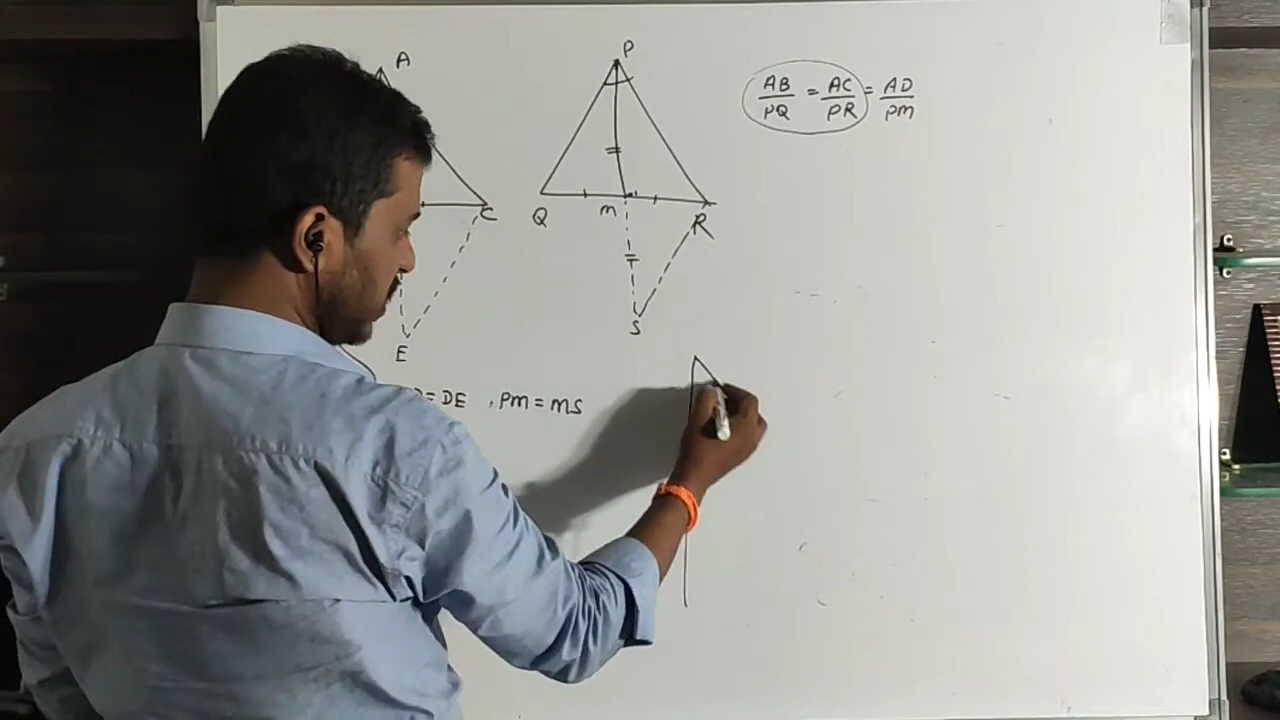 A
P
AB/PQ = AC/PR = AD/PM
C
Q
m
R
S
E
=DE , PM = MS